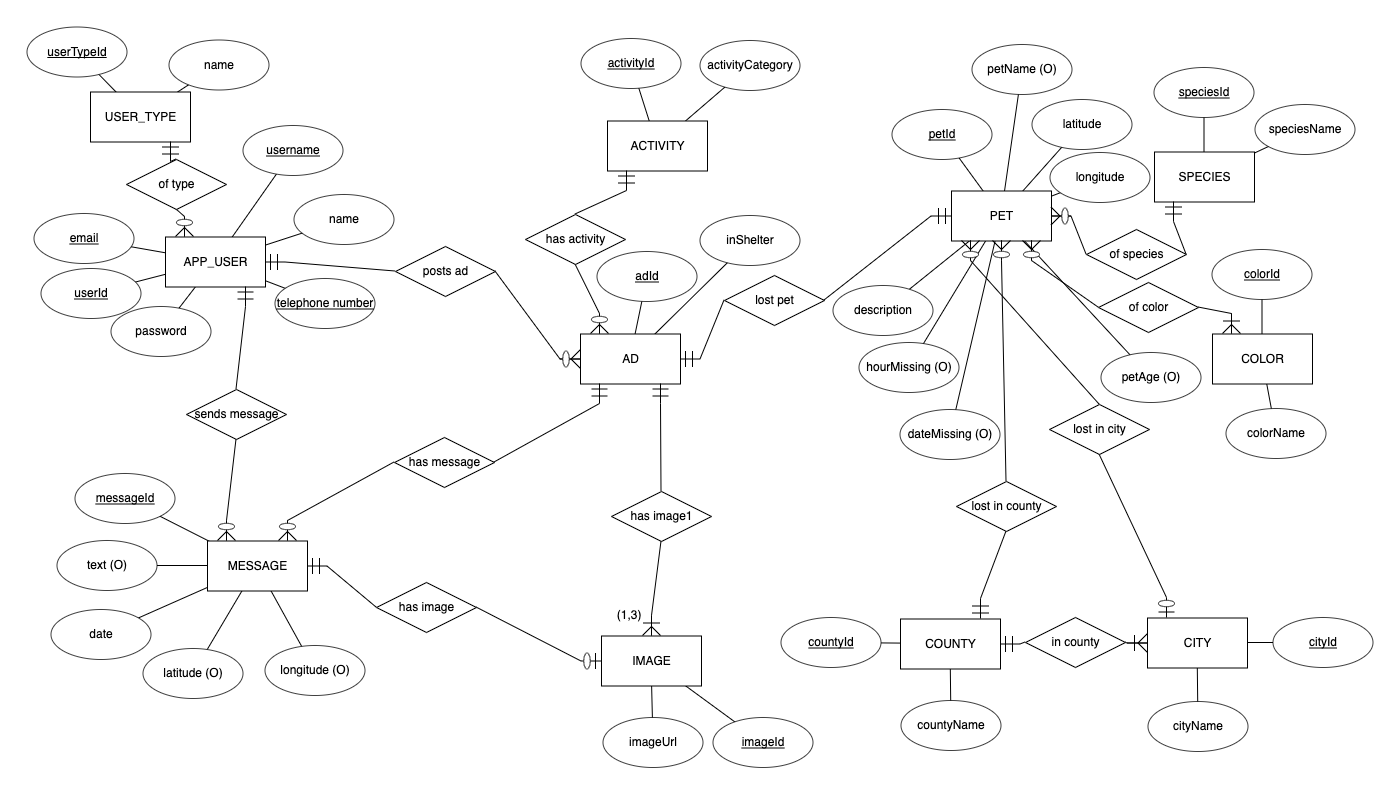 userTypeId
name
USER_TYPE
of type
username
name
email
APP_USER
userId
telephone number
password
posts ad
sends message
activityId
activityCategory
ACTIVITY
has activity
inShelter
adId
AD
lost pet
petName (O)
petId
latitude
longitude
PET
speciesId
speciesName
SPECIES
of species
colorId
of color
COLOR
colorName
description
hourMissing (O)
dateMissing (O)
petAge (O)
lost in city
lost in county
has message
has image1
messageId
text (O)
MESSAGE
date
latitude (O)
longitude (O)
has image
(1,3)
IMAGE
imageUrl
imageId
countyId
COUNTY
countyName
in county
CITY
cityId
cityName